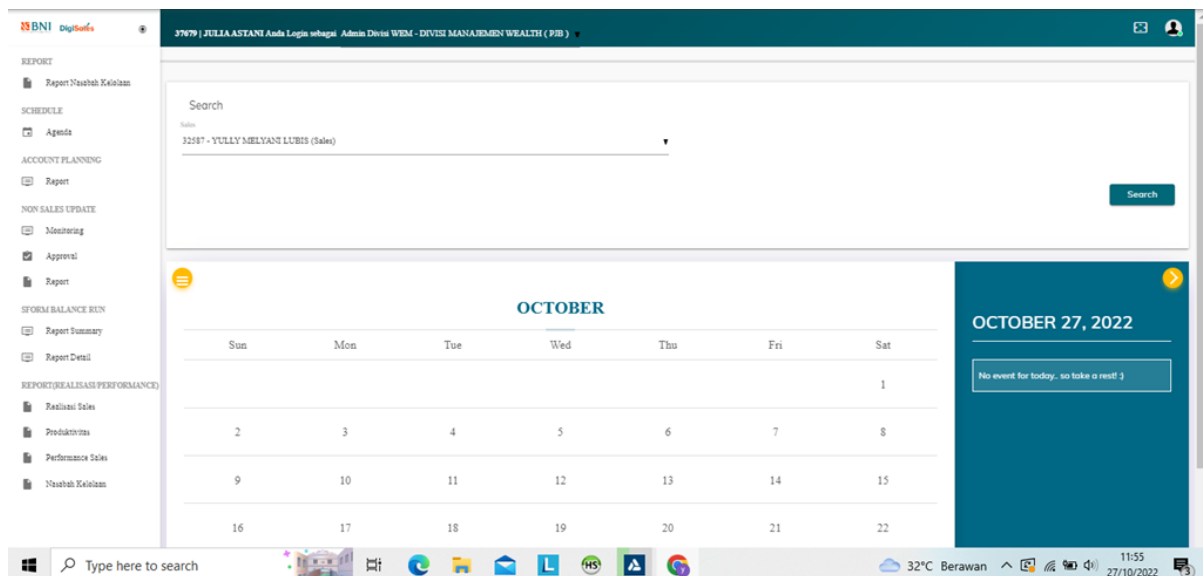 BNI DigiSales
37679 | JULIA ASTANI Anda Login sebagai Admin Divisi WEM - DIVISI MANAJEMEN WEALTH ( PJB )
REPORT
Report Nasabah Kelolaan
SCHEDULE
Agenda
ACCOUNT PLANNING
Report
NON SALES UPDATE
Monitoring
Approval
Report
SFORM BALANCE RUN
Report Summary
Report Detail
REPORT(REALISASI/PERFORMANCE)
Realisasi Sales
Produktivitas
Performance Sales
Nasabah Kelolaan
Search
Sales
32587 - YULLY MELYANI LUBIS (Sales)
Search
OCTOBER
Sun Mon Tue Wed Thu Fri Sat
1
2 3 4 5 6 7 8
9 10 11 12 13 14 15
16 17 18 19 20 21 22
OCTOBER 27, 2022
No event for today.. so take a rest! :)
Type here to search
L
HS
32°C Berawan
11:55
27/10/2022
3